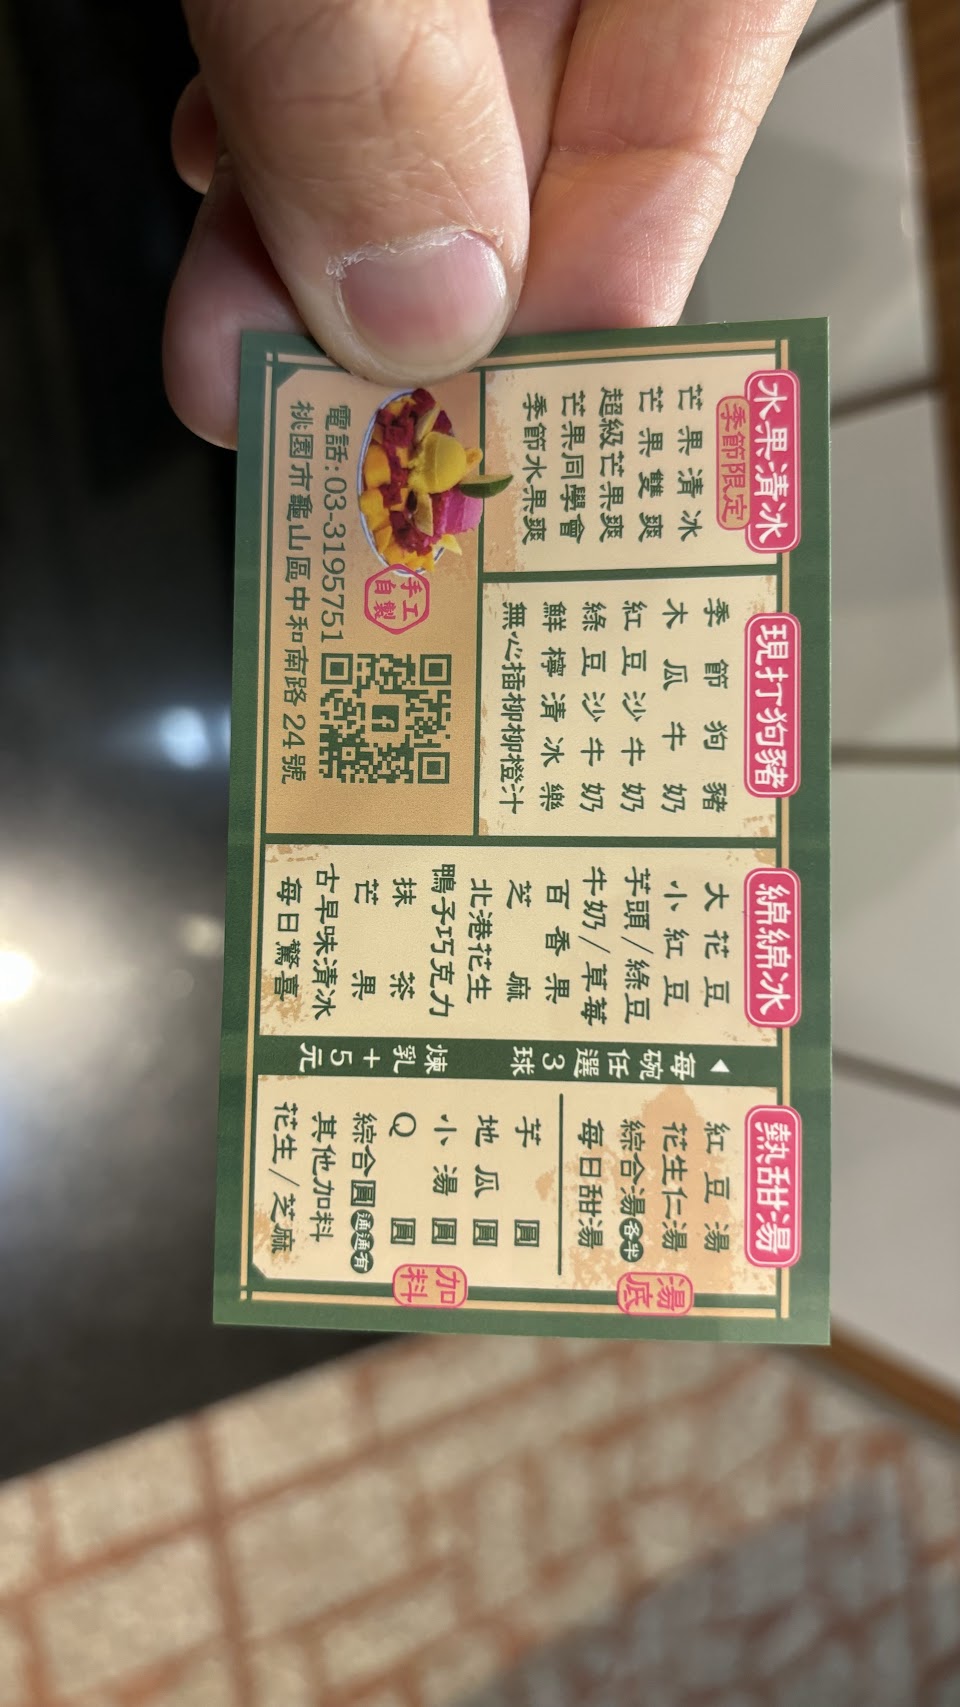 水果清冰
季節限定
芒果清冰
芒果雙爽
超級芒果爽
芒果同學會
季節水果爽
現打狗豬
季節狗豬
木瓜牛奶
紅豆沙牛奶
綠豆沙牛奶
鮮檸清冰樂
無心插柳柳橙汁
綿綿冰
大花豆
小紅豆
芋頭/綠豆
牛奶/草莓
百香果
芝麻
北港花生
鴨子巧克力
抹茶
芒果
古早味清冰
每日驚喜
每碗任選3球
煉乳+5元
熱甜湯
湯底
紅豆湯
花生仁湯
綜合湯各半
每日甜湯
加料
芋圓
地瓜圓
小湯圓
Q圓
綜合圓通通有
其他加料
花生/芝麻
手工自製
電話:03-3195751
桃園市龜山區中和南路24號